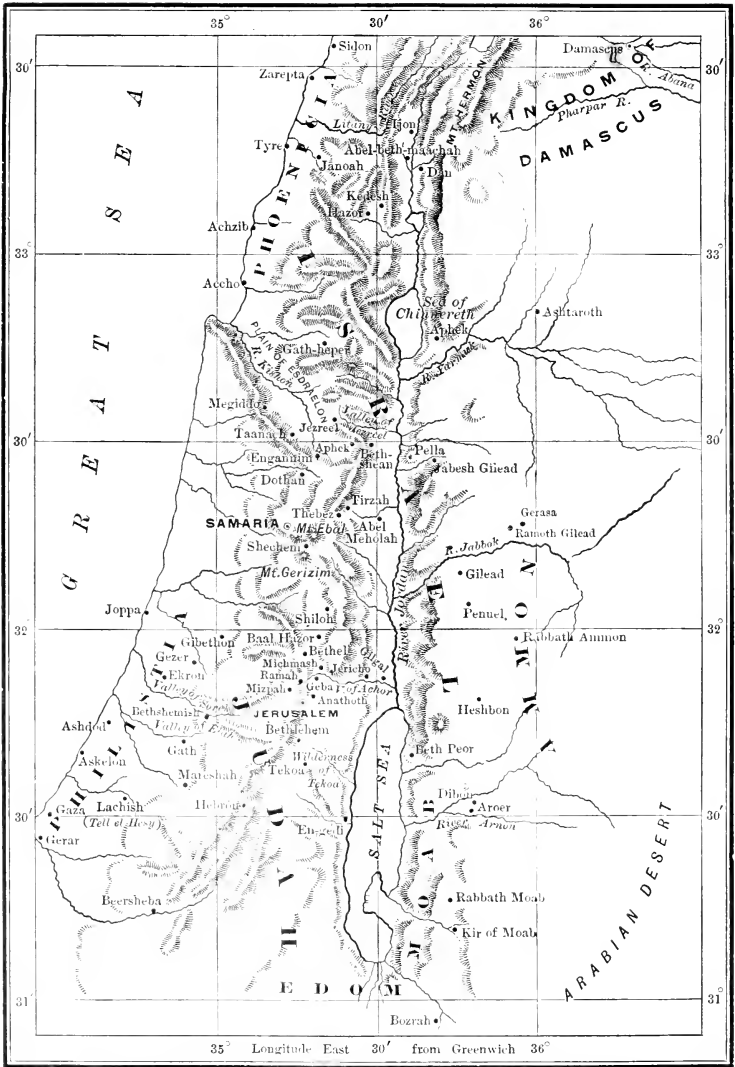 35° 30′ 36°
30′
30′
Sidon
Damascus
R. Abana
Zarepta
KINGDOM OF
DAMASCUS
Pharpar R.
MT. HERMON
Litany
Ijon
Tyre
Janoah
Abel-beth-maachah
Dan
PHOENICIA
Kedesh
Hazor
Achzib
33°
33°
Accho
Sea of
Chinnereth
Aphek
Ashtaroth
GREAT SEA
ISRAEL
PLAIN OF ESDRAELON
R. Kishon
Gath-heper
R. Yarmuk
Megiddo
Valley of
Jezreel
Jezreel
Taanach
30′
30′
Aphek
Beth-
shean
Pella
Engannim
Jabesh Gilead
Dothan
Tirzah
Thebez
SAMARIA
Mt. Ebal
Abel
Meholah
Gerasa
Ramoth Gilead
Shechem
R. Jabbok
Mt. Gerizim
Gilead
River Jordan
Joppa
Shiloh
Penuel
AMMON
32°
32°
Gibethon
Baal Hazor
Rabbath Ammon
Gezer
Bethel
Michmash
Jericho
Gilgal
Ekron
Ramah
Mizpah
Geba
V. of Achor
Anathoth
Valley of Sorek
Bethshemish
JERUSALEM
Heshbon
Ashdod
Valley of Elah
Bethlehem
Gath
Beth Peor
Askelon
Wilderness
of
Tekoa
Tekoa
PHILISTIA
JUDAH
Mareshah
SALT SEA
Lachish
(Tell el-Hesy)
Hebron
Dibon
Aroer
30′
30′
Gaza
En-gedi
River Arnon
Gerar
MOAB
ARABIAN DESERT
Beersheba
Rabbath Moab
Kir of Moab
EDOM
31°
31°
Bozrah
35° Longitude East 30′ from Greenwich 36°